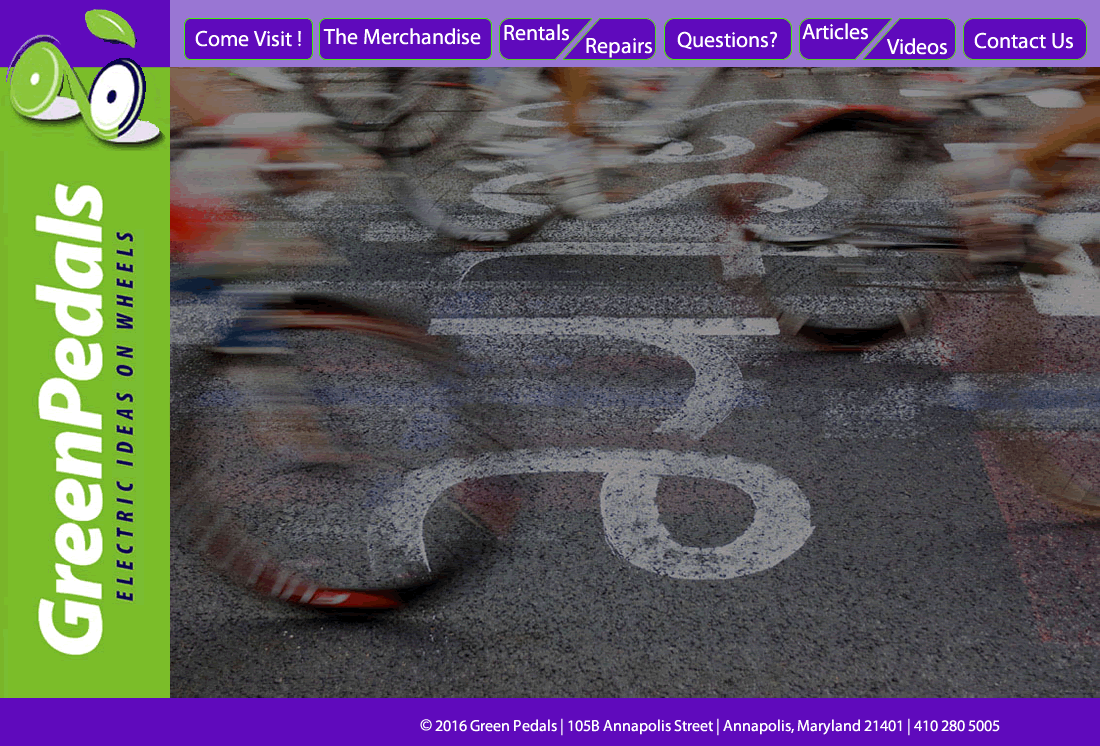 Come Visit !
The Merchandise
Rentals
Repairs
Questions?
Articles
Videos
Contact Us
GreenPedals
ELECTRIC IDEAS ON WHEELS
© 2016 Green Pedals | 105B Annapolis Street | Annapolis, Maryland 21401 | 410 280 5005